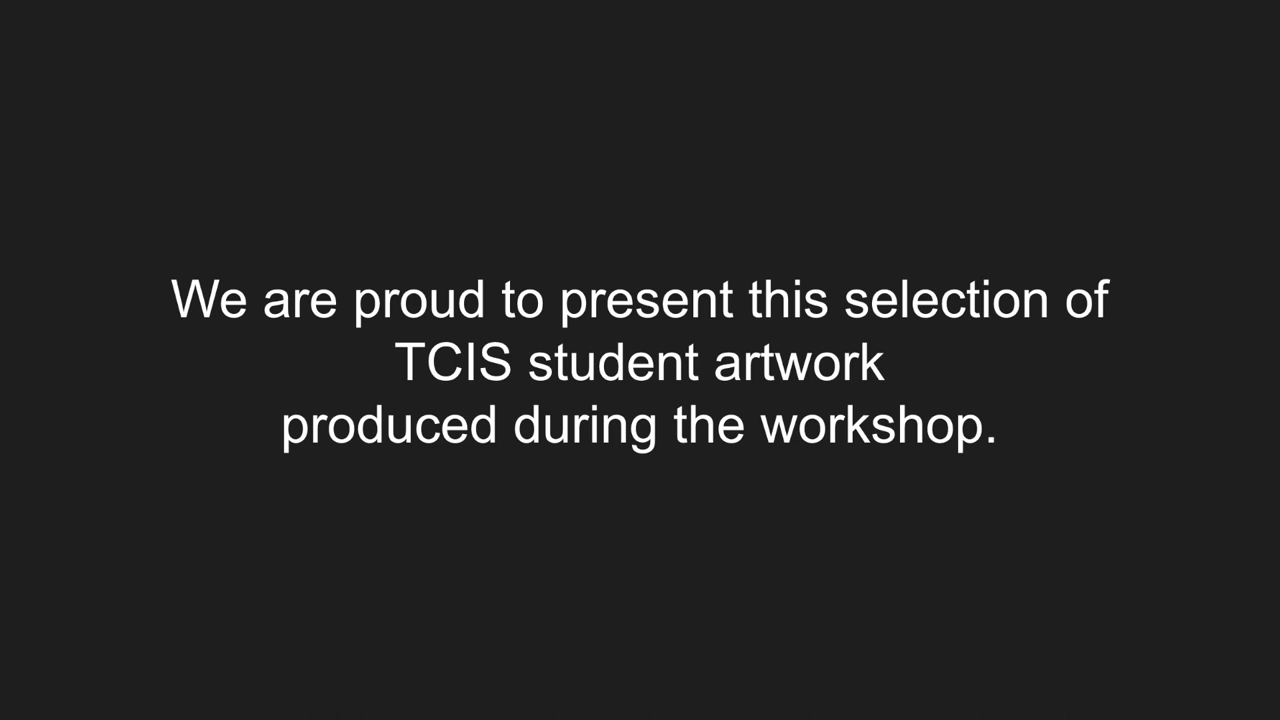 We are proud to present this selection of
TCIS student artwork
produced during the workshop.